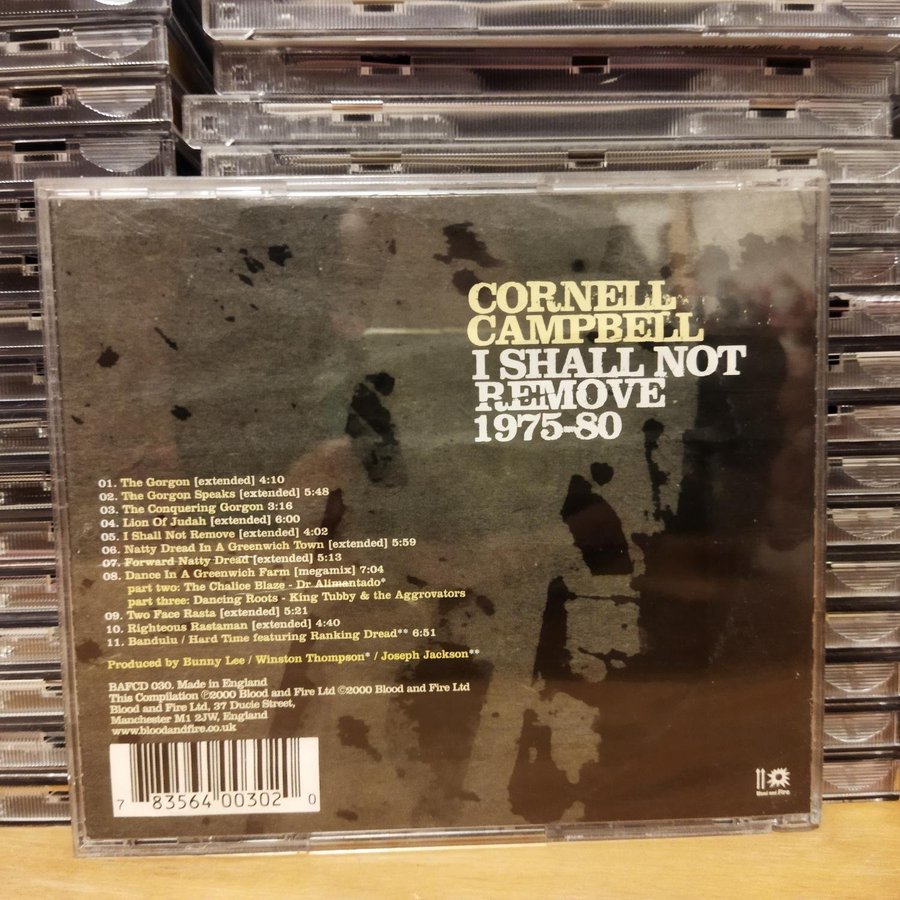 CORNELL
CAMPBELL
I SHALL NOT
REMOVE
1975-80
01. The Gorgon [extended] 4:10
02. The Gorgon Speaks [extended] 5:48
03. The Conquering Gorgon 3:16
04. Lion Of Judah [extended] 6:00
05. I Shall Not Remove [extended] 4:02
06. Natty Dread In A Greenwich Town [extended] 5:59
07. Forward Natty Dread [extended] 5:13
08. Dance In A Greenwich Farm [megamix] 7:04
part two: The Chalice Blaze - Dr Alimantado*
part three: Dancing Roots - King Tubby & the Aggrovators
09. Two Face Rasta [extended] 5:21
10. Righteous Rastaman [extended] 4:40
11. Bandulu / Hard Time featuring Ranking Dread** 6:51
Produced by Bunny Lee / Winston Thompson* / Joseph Jackson**
BAFCD 030. Made in England
This Compilation ℗2000 Blood and Fire Ltd ©2000 Blood and Fire Ltd
Blood and Fire Ltd, 37 Ducie Street,
Manchester M1 2JW, England
www.bloodandfire.co.uk
7 83564 00302 0
Blood and Fire